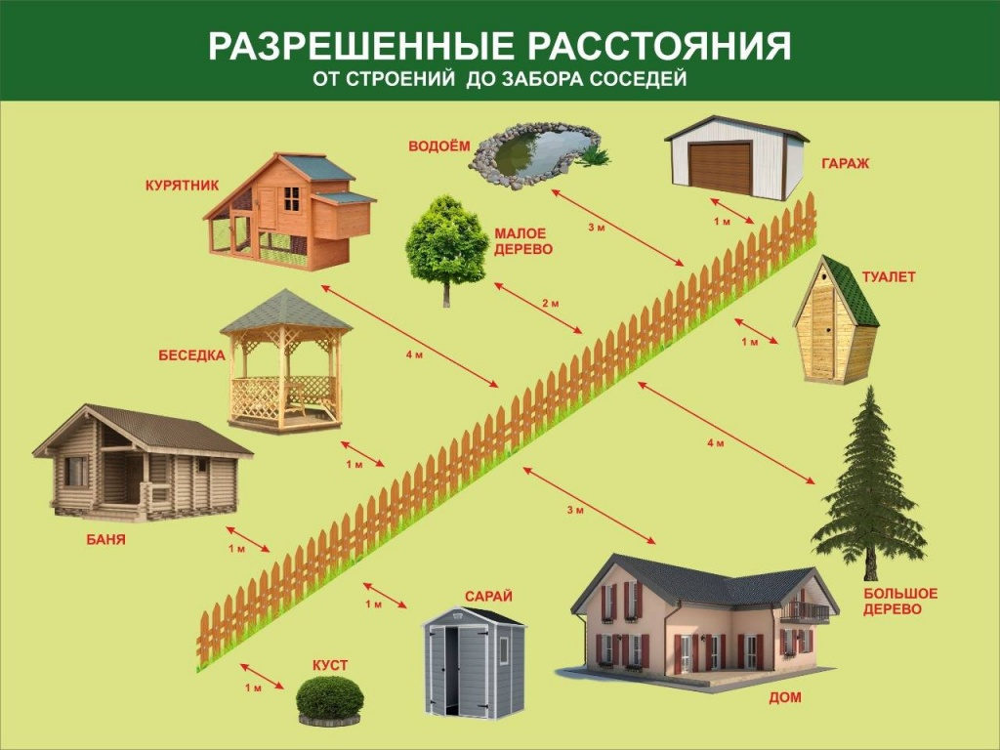 РАЗРЕШЕННЫЕ РАССТОЯНИЯ
ОТ СТРОЕНИЙ ДО ЗАБОРА СОСЕДЕЙ
ВОДОЁМ
ГАРАЖ
КУРЯТНИК
3 м
1 м
МАЛОЕ
ДЕРЕВО
ТУАЛЕТ
2 м
1 м
БЕСЕДКА
4 м
4 м
1 м
3 м
БАНЯ
1 м
БОЛЬШОЕ
ДЕРЕВО
САРАЙ
1 м
КУСТ
1 м
ДОМ